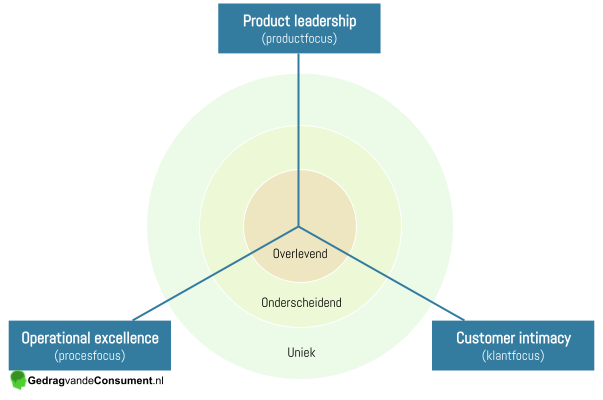 Product leadership
(productfocus)
Overlevend
Onderscheidend
Operational excellence
(procesfocus)
Customer intimacy
(klantfocus)
Uniek
GedragvandeConsument.nl